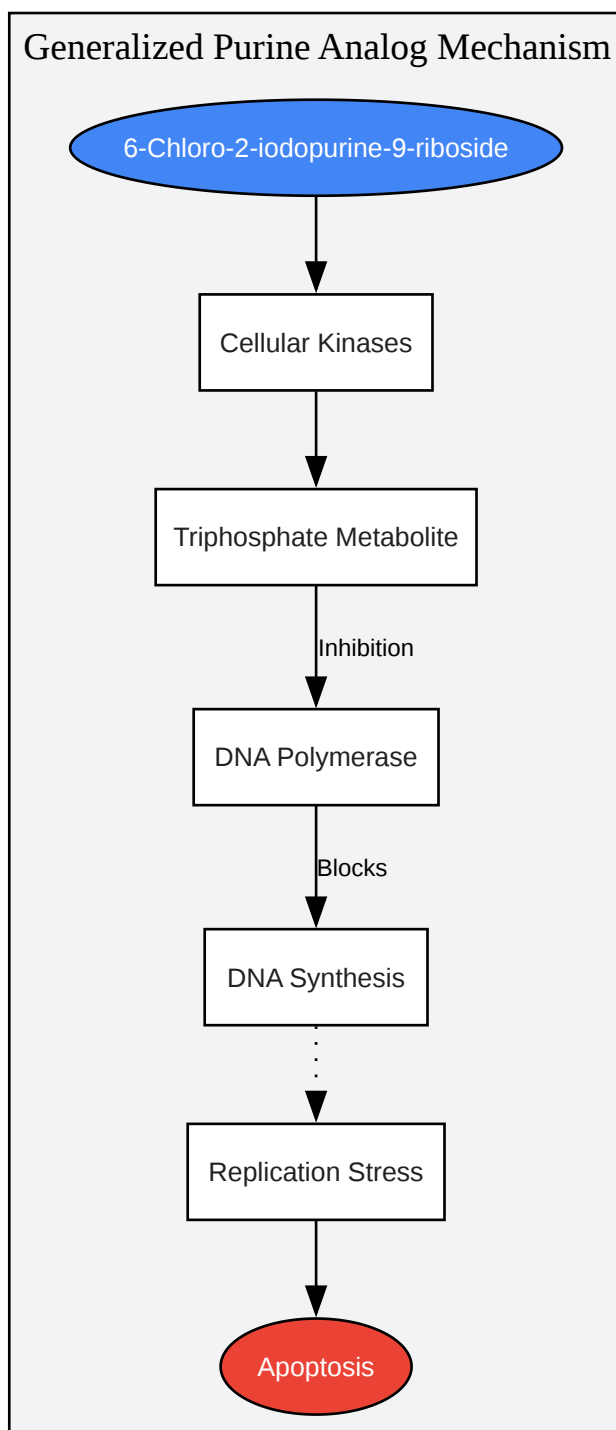 Generalized Purine Analog Mechanism
6-Chloro-2-iodopurine-9-riboside
Cellular Kinases
Triphosphate Metabolite
Inhibition
DNA Polymerase
Blocks
DNA Synthesis
Replication Stress
Apoptosis